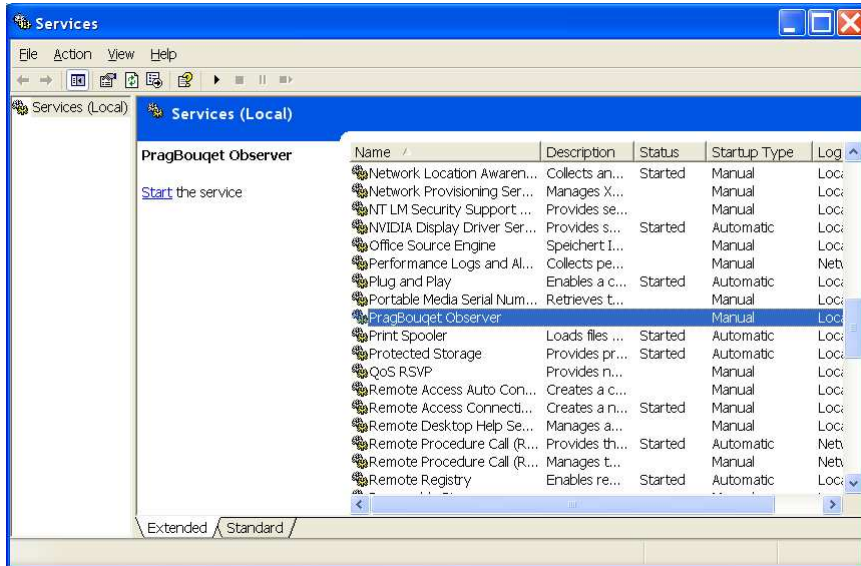 Services
File Action View Help
Services (Local)
Services (Local)
PragBouqet Observer
Start the service
Name Description Status Startup Type Log
Network Location Awaren... Collects an... Started Manual Loca
Network Provisioning Ser... Manages X... Manual Loca
NT LM Security Support ... Provides se... Manual Loca
NVIDIA Display Driver Ser... Provides s... Started Automatic Loca
Office Source Engine Speichert I... Manual Loca
Performance Logs and Al... Collects pe... Manual Netw
Plug and Play Enables a c... Started Automatic Loca
Portable Media Serial Num... Retrieves t... Manual Loca
PragBouqet Observer Manual Loca
Print Spooler Loads files ... Started Automatic Loca
Protected Storage Provides pr... Started Automatic Loca
QoS RSVP Provides n... Manual Loca
Remote Access Auto Con... Creates a c... Manual Loca
Remote Access Connecti... Creates a n... Started Manual Loca
Remote Desktop Help Se... Manages a... Manual Loca
Remote Procedure Call (R... Provides th... Started Automatic Netw
Remote Procedure Call (R... Manages t... Manual Netw
Remote Registry Enables re... Started Automatic Loca
Extended Standard